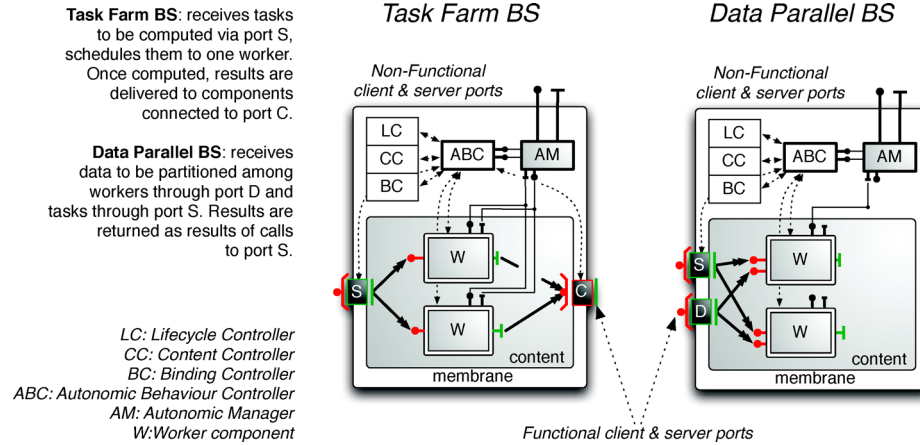 Task Farm BS: receives tasks
to be computed via port S,
schedules them to one worker.
Once computed, results are
delivered to components
connected to port C.
Data Parallel BS: receives
data to be partitioned among
workers through port D and
tasks through port S. Results are
returned as results of calls
to port S.
LC: Lifecycle Controller
CC: Content Controller
BC: Binding Controller
ABC: Autonomic Behaviour Controller
AM: Autonomic Manager
W:Worker component
Task Farm BS
Non-Functional
client & server ports
LC
CC
BC
ABC
AM
W
S
C
W
content
membrane
Data Parallel BS
Non-Functional
client & server ports
LC
CC
BC
ABC
AM
S
W
D
W
content
membrane
Functional client & server ports